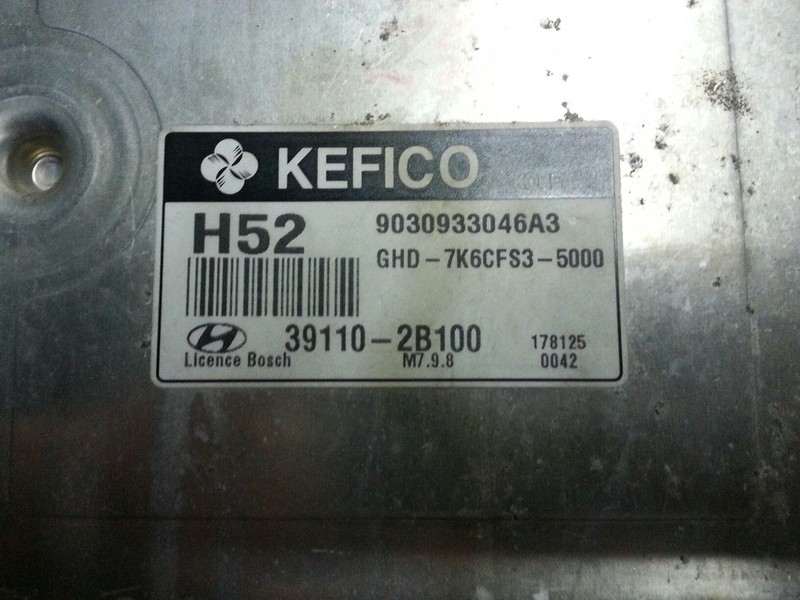 KEFICO
H52
9030933046A3
GHD-7K6CFS3-5000
39110-2B100
178125
Licence Bosch
M7.9.8
0042